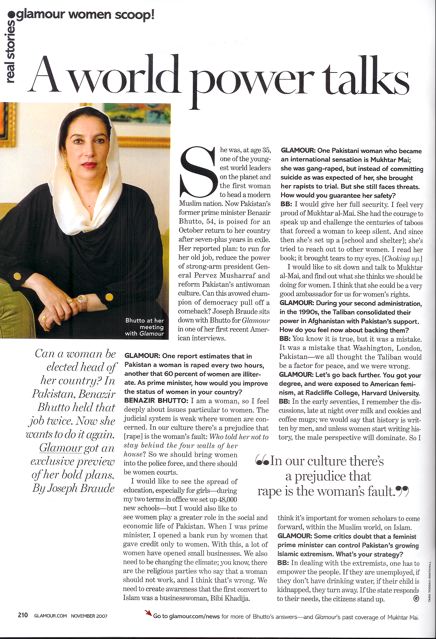 real stories
glamour women scoop!
A world power talks
Bhutto at her
meeting
with Glamour
Can a woman be
elected head of
her country? In
Pakistan, Benazir
Bhutto held that
job twice. Now she
wants to do it again.
Glamour got an
exclusive preview
of her bold plans.
By Joseph Braude
She was, at age 35,
one of the young-
est world leaders
on the planet and
the first woman
to head a modern
Muslim nation. Now Pakistan's
former prime minister Benazir
Bhutto, 54, is poised for an
October return to her country
after seven-plus years in exile.
Her reported plan: to run for
her old job, reduce the power
of strong-arm president Gen-
eral Pervez Musharraf and
reform Pakistan's antiwoman
culture. Can this avowed cham-
pion of democracy pull off a
comeback? Joseph Braude sits
down with Bhutto for Glamour
in one of her first recent Amer-
ican interviews.
GLAMOUR: One report estimates that in
Pakistan a woman is raped every two hours,
another that 60 percent of women are illiter-
ate. As prime minister, how would you improve
the status of women in your country?
BENAZIR BHUTTO: I am a woman, so I feel
deeply about issues particular to women. The
judicial system is weak where women are con-
cerned. In our culture there's a prejudice that
[rape] is the woman's fault: Who told her not to
stay behind the four walls of her
house? So we should bring women
into the police force, and there should
be women courts.
I would like to see the spread of
education, especially for girls—during
my two terms in office we set up 48,000
new schools—but I would also like to
see women play a greater role in the social and
economic life of Pakistan. When I was prime
minister, I opened a bank run by women that
gave credit only to women. With this, a lot of
women have opened small businesses. We also
need to be changing the climate; you know, there
are the religious parties who say that a woman
should not work, and I think that's wrong. We
need to create awareness that the first convert to
Islam was a businesswoman, Bibi Khadija.
GLAMOUR: One Pakistani woman who became
an international sensation is Mukhtar Mai;
she was gang-raped, but instead of committing
suicide as was expected of her, she brought
her rapists to trial. But she still faces threats.
How would you guarantee her safety?
BB: I would give her full security. I feel very
proud of Mukhtar al-Mai. She had the courage to
speak up and challenge the centuries of taboos
that forced a woman to keep silent. And since
then she's set up a [school and shelter]; she's
tried to reach out to other women. I read her
book; it brought tears to my eyes. [Choking up.]
I would like to sit down and talk to Mukhtar
al-Mai, and find out what she thinks we should be
doing for women. I think that she could be a very
good ambassador for us for women's rights.
GLAMOUR: During your second administration,
in the 1990s, the Taliban consolidated their
power in Afghanistan with Pakistan's support.
How do you feel now about backing them?
BB: You know it is true, but it was a mistake.
It was a mistake that Washington, London,
Pakistan—we all thought the Taliban would
be a factor for peace, and we were wrong.
GLAMOUR: Let's go back further. You got your
degree, and were exposed to American femi-
nism, at Radcliffe College, Harvard University.
BB: In the early seventies, I remember the dis-
cussions, late at night over milk and cookies and
coffee mugs; we would say that history is writ-
ten by men, and unless women start writing his-
tory, the male perspective will dominate. So I
“In our culture there's
a prejudice that
rape is the woman's fault.”
think it's important for women scholars to come
forward, within the Muslim world, on Islam.
GLAMOUR: Some critics doubt that a feminist
prime minister can control Pakistan's growing
Islamic extremism. What's your strategy?
BB: In dealing with the extremists, one has to
empower the people. If they are unemployed, if
they don't have drinking water, if their child is
kidnapped, they turn away. If the state responds
to their needs, the citizens stand up.
210 GLAMOUR.COM NOVEMBER 2007
Go to glamour.com/news for more of Bhutto's answers—and Glamour's past coverage of Mukhtar Mai.